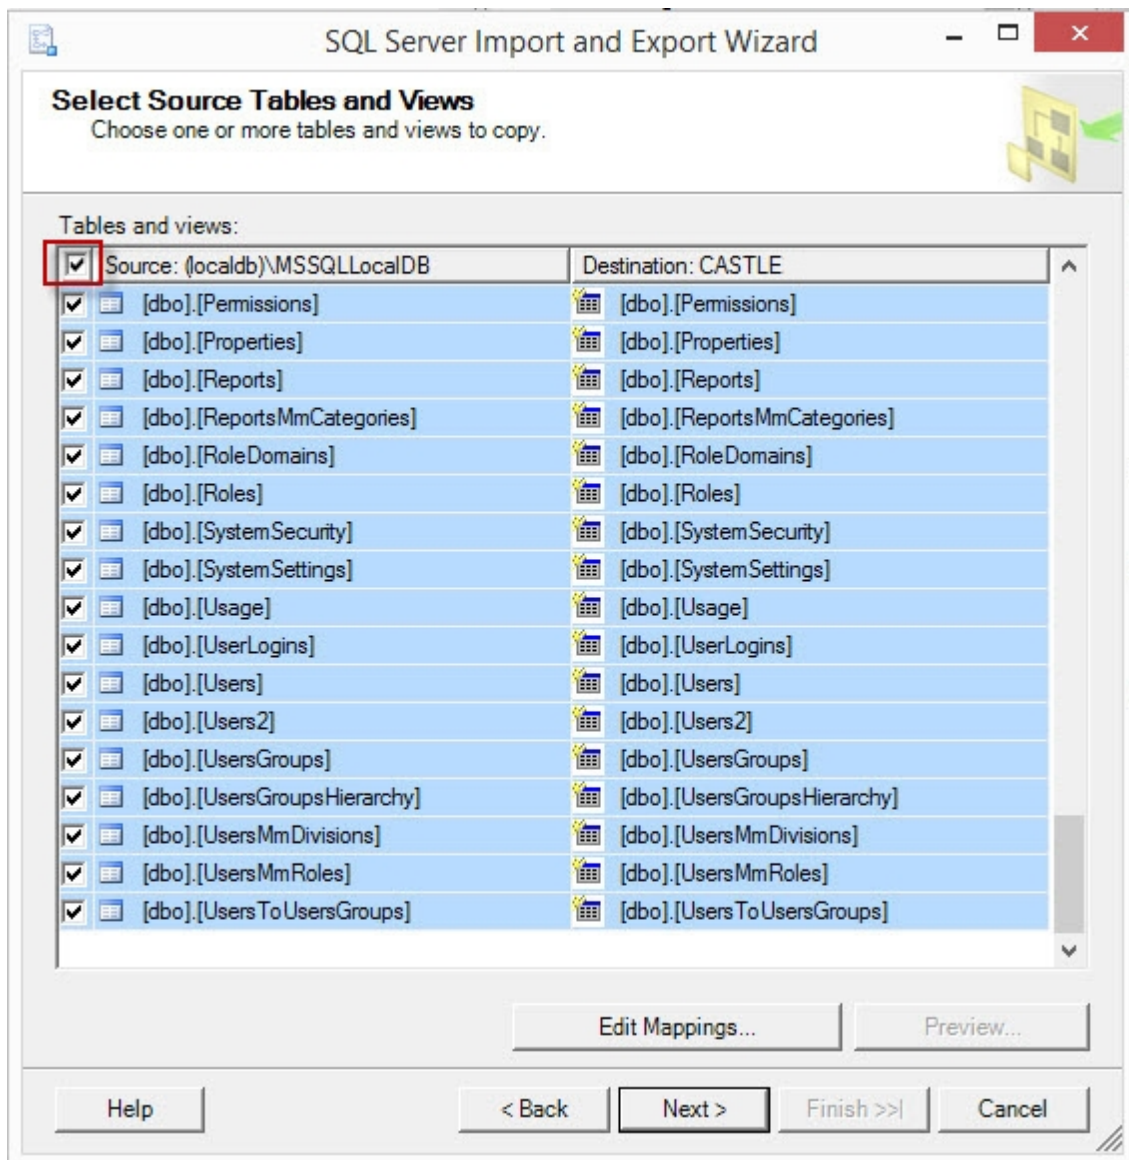 SQL Server Import and Export Wizard
Select Source Tables and Views
Choose one or more tables and views to copy.
Tables and views:
Source: (localdb)\MSSQLLocalDB Destination: CASTLE
[dbo].[Permissions] [dbo].[Permissions]
[dbo].[Properties] [dbo].[Properties]
[dbo].[Reports] [dbo].[Reports]
[dbo].[ReportsMmCategories] [dbo].[ReportsMmCategories]
[dbo].[RoleDomains] [dbo].[RoleDomains]
[dbo].[Roles] [dbo].[Roles]
[dbo].[SystemSecurity] [dbo].[SystemSecurity]
[dbo].[SystemSettings] [dbo].[SystemSettings]
[dbo].[Usage] [dbo].[Usage]
[dbo].[UserLogins] [dbo].[UserLogins]
[dbo].[Users] [dbo].[Users]
[dbo].[Users2] [dbo].[Users2]
[dbo].[UsersGroups] [dbo].[UsersGroups]
[dbo].[UsersGroupsHierarchy] [dbo].[UsersGroupsHierarchy]
[dbo].[UsersMmDivisions] [dbo].[UsersMmDivisions]
[dbo].[UsersMmRoles] [dbo].[UsersMmRoles]
[dbo].[UsersToUsersGroups] [dbo].[UsersToUsersGroups]
Edit Mappings... Preview...
Help < Back Next > Finish >>| Cancel